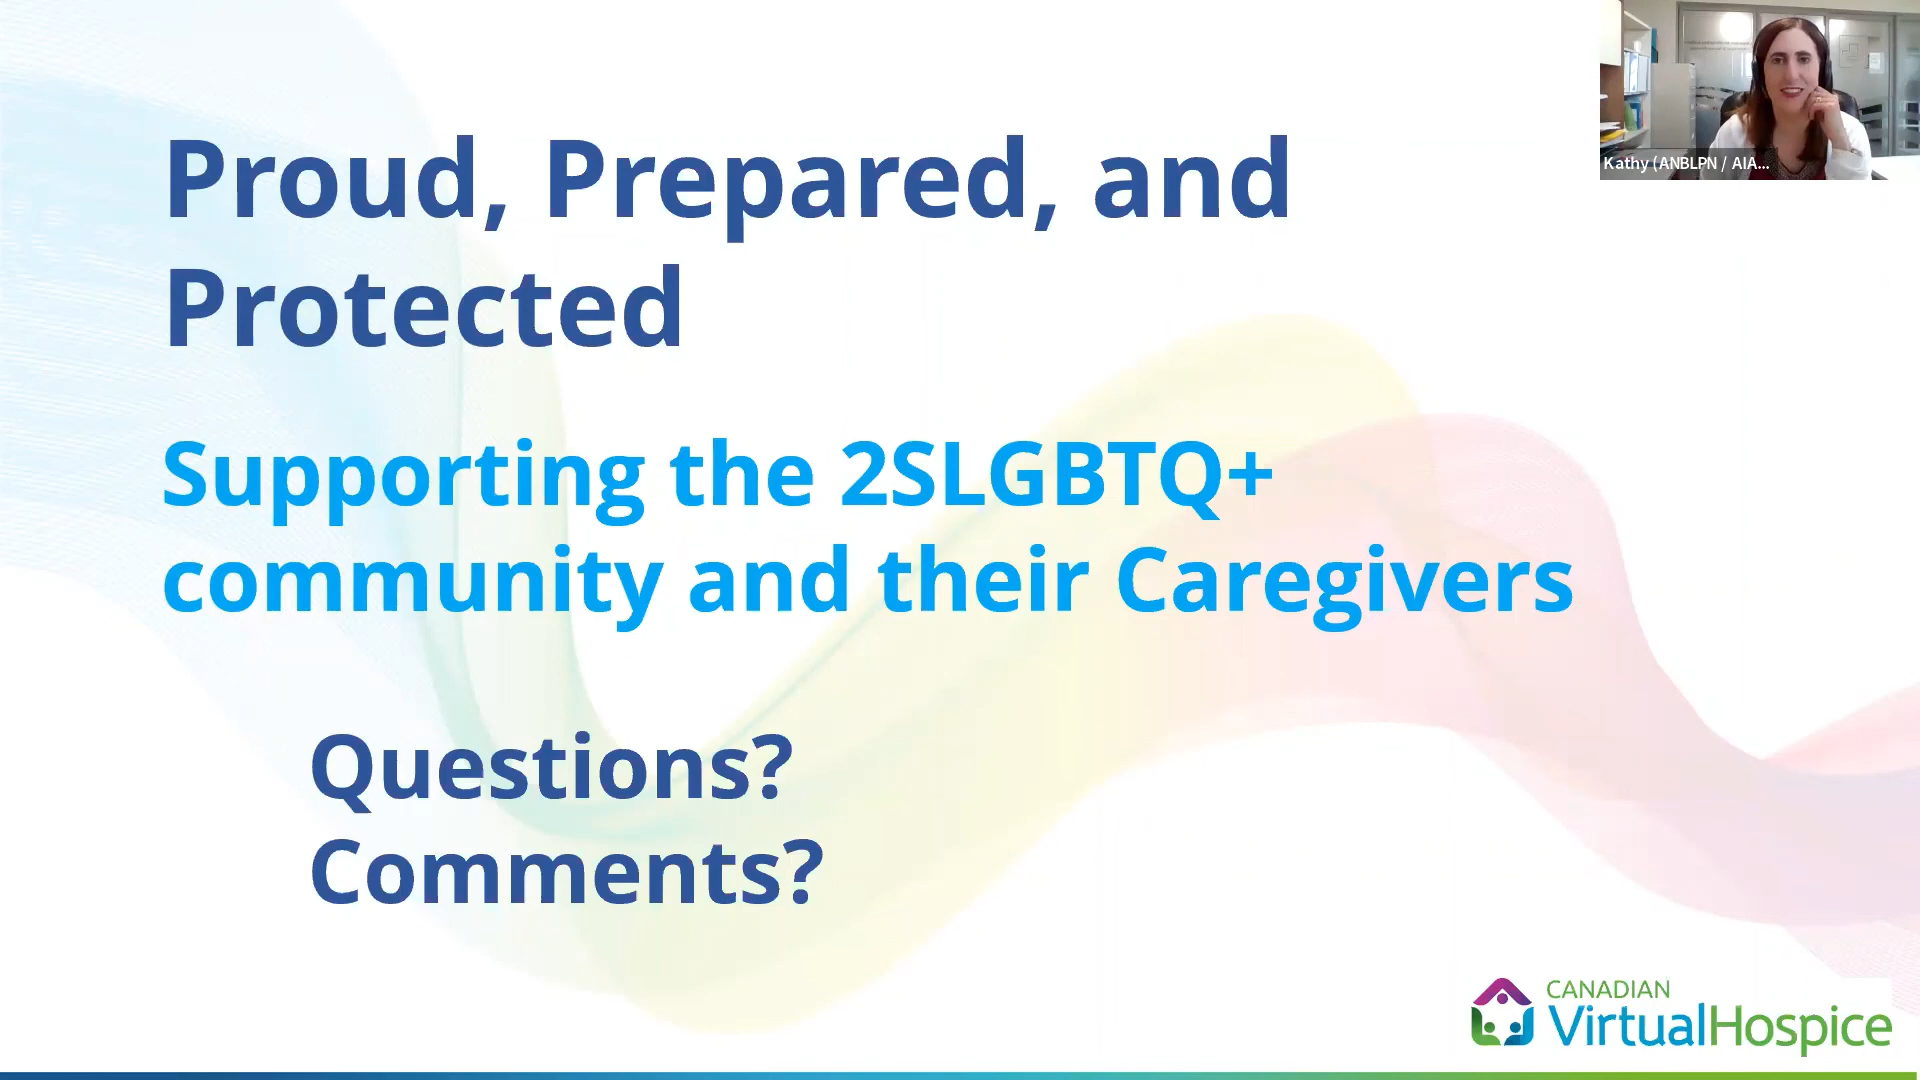 Proud, Prepared, and
Protected
Supporting the 2SLGBTQ+
community and their Caregivers
Questions?
Comments?
Kathy (ANBLPN / AIA...
CANADIAN
VirtualHospice